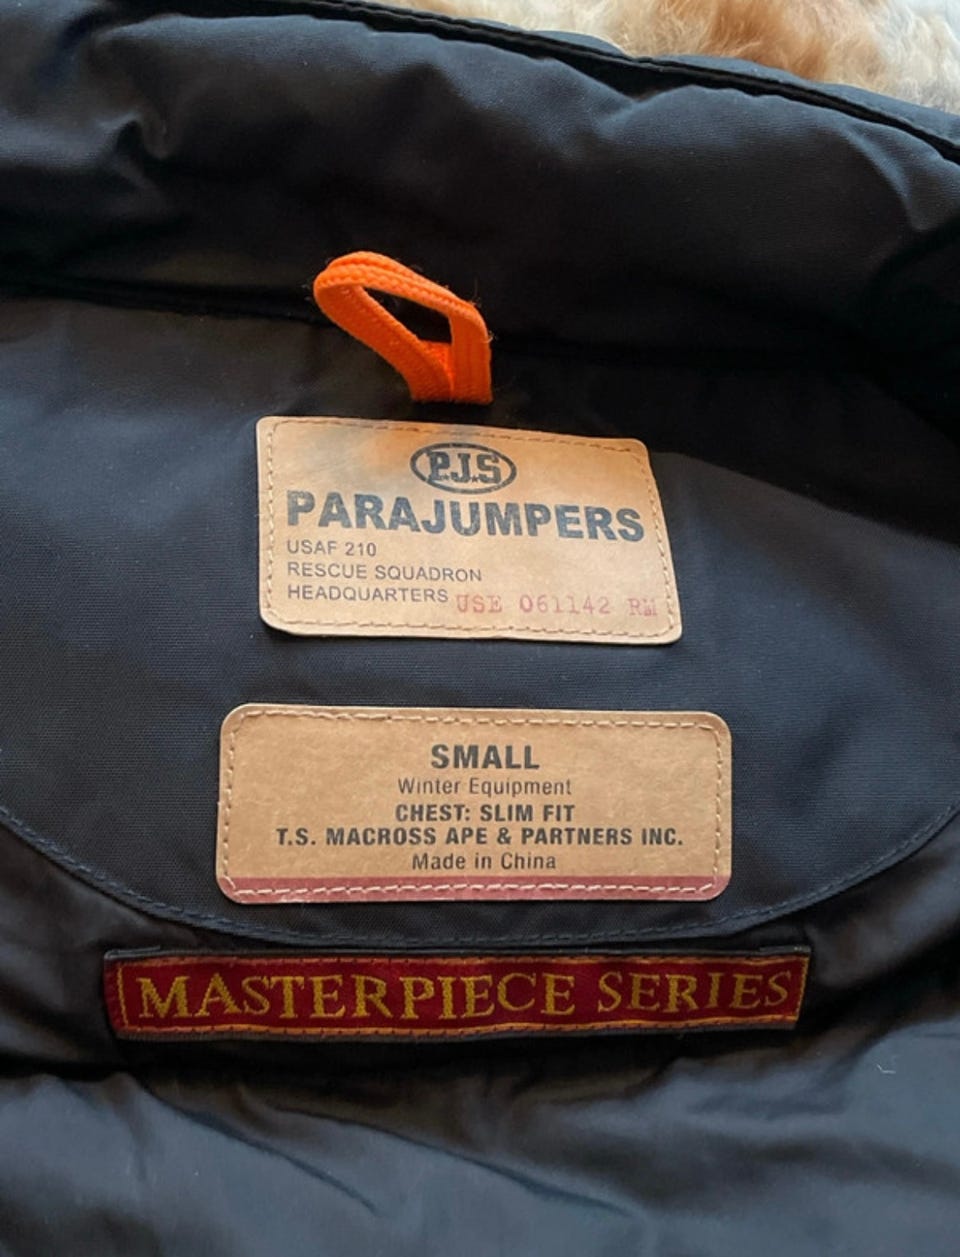 P.J.S
PARAJUMPERS
USAF 210
RESCUE SQUADRON
HEADQUARTERS USE 061142 RM
SMALL
Winter Equipment
CHEST: SLIM FIT
T.S. MACROSS APE & PARTNERS INC.
Made in China
MASTERPIECE SERIES